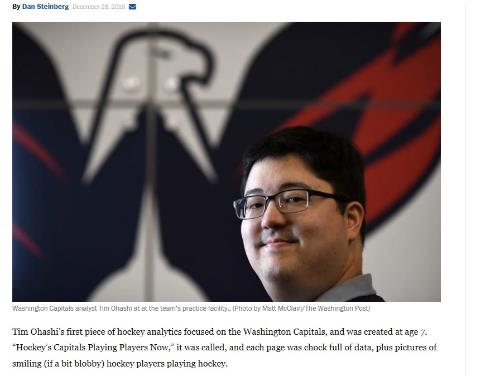 By Dan Steinberg December 28, 2018
Washington Capitals analyst Tim Ohashi at at the team's practice facility.. (Photo by Matt McClain/The Washington Post)
Tim Ohashi's first piece of hockey analytics focused on the Washington Capitals, and was created at age 7.
"Hockey's Capitals Playing Players Now," it was called, and each page was chock full of data, plus pictures of
smiling (if a bit blobby) hockey players playing hockey.